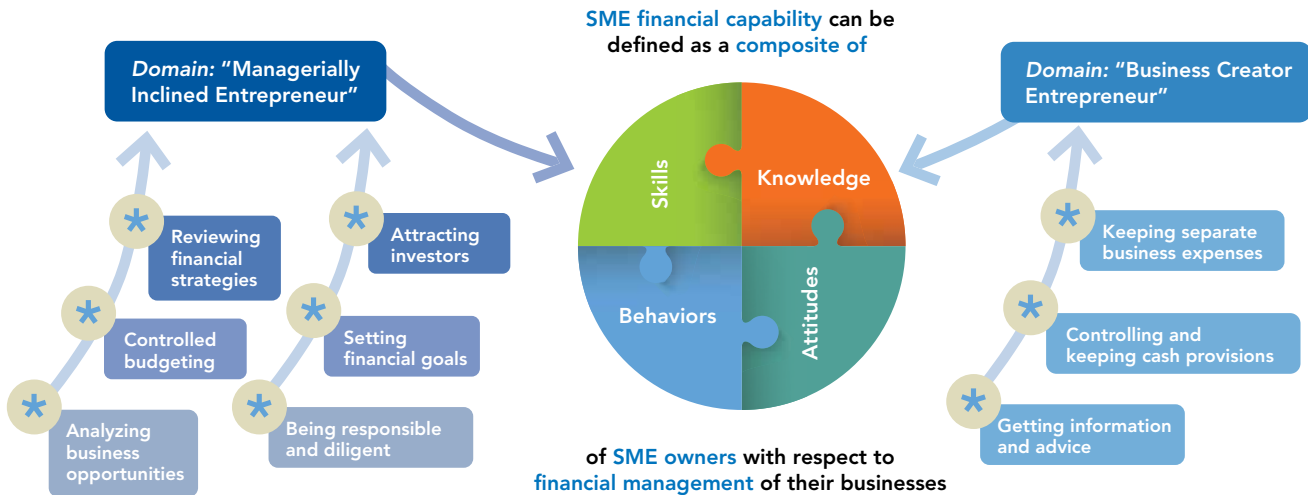 SME financial capability can be
defined as a composite of
Domain: "Managerially
Inclined Entrepreneur"
Reviewing
financial
strategies
Controlled
budgeting
Analyzing
business
opportunities
Attracting
investors
Setting
financial goals
Being responsible
and diligent
Skills
Knowledge
Behaviors
Attitudes
of SME owners with respect to
financial management of their businesses
Domain: "Business Creator
Entrepreneur"
Keeping separate
business expenses
Controlling and
keeping cash provisions
Getting information
and advice